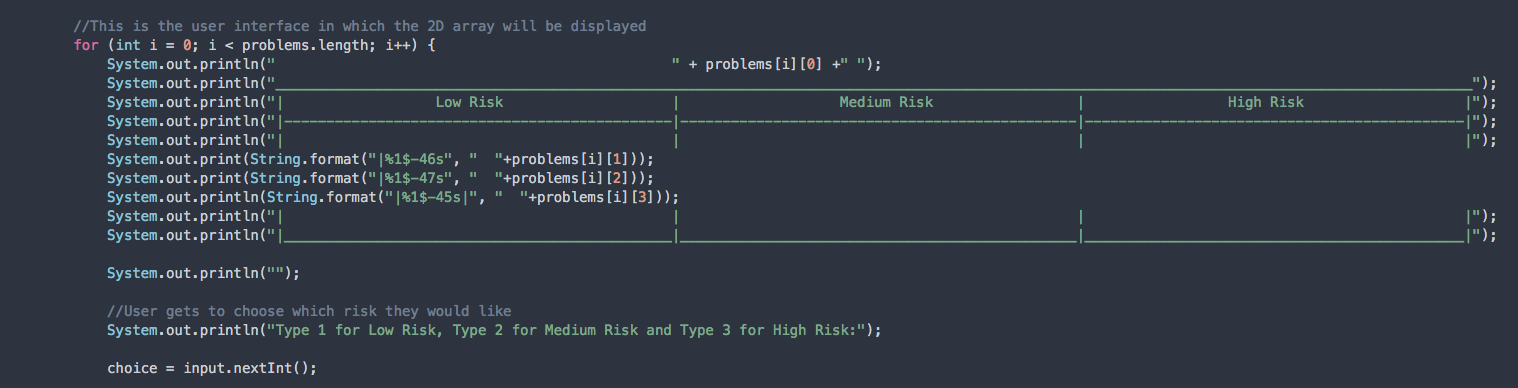 //This is the user interface in which the 2D array will be displayed
for (int i = 0; i < problems.length; i++) {
    System.out.println("                                               " + problems[i][0] +" ");
    System.out.println("______________________________________________________________________________________________________________________________________________");
    System.out.println("|                  Low Risk                    |                   Medium Risk                 |                 High Risk                   |");
    System.out.println("|----------------------------------------------|-----------------------------------------------|---------------------------------------------|");
    System.out.println("|                                              |                                               |                                             |");
    System.out.print(String.format("|%1$-46s", "  "+problems[i][1]));
    System.out.print(String.format("|%1$-47s", "  "+problems[i][2]));
    System.out.println(String.format("|%1$-45s|", "  "+problems[i][3]));
    System.out.println("|                                              |                                               |                                             |");
    System.out.println("|______________________________________________|_______________________________________________|_____________________________________________|");
    System.out.println("");
    //User gets to choose which risk they would like
    System.out.println("Type 1 for Low Risk, Type 2 for Medium Risk and Type 3 for High Risk:");
    choice = input.nextInt();